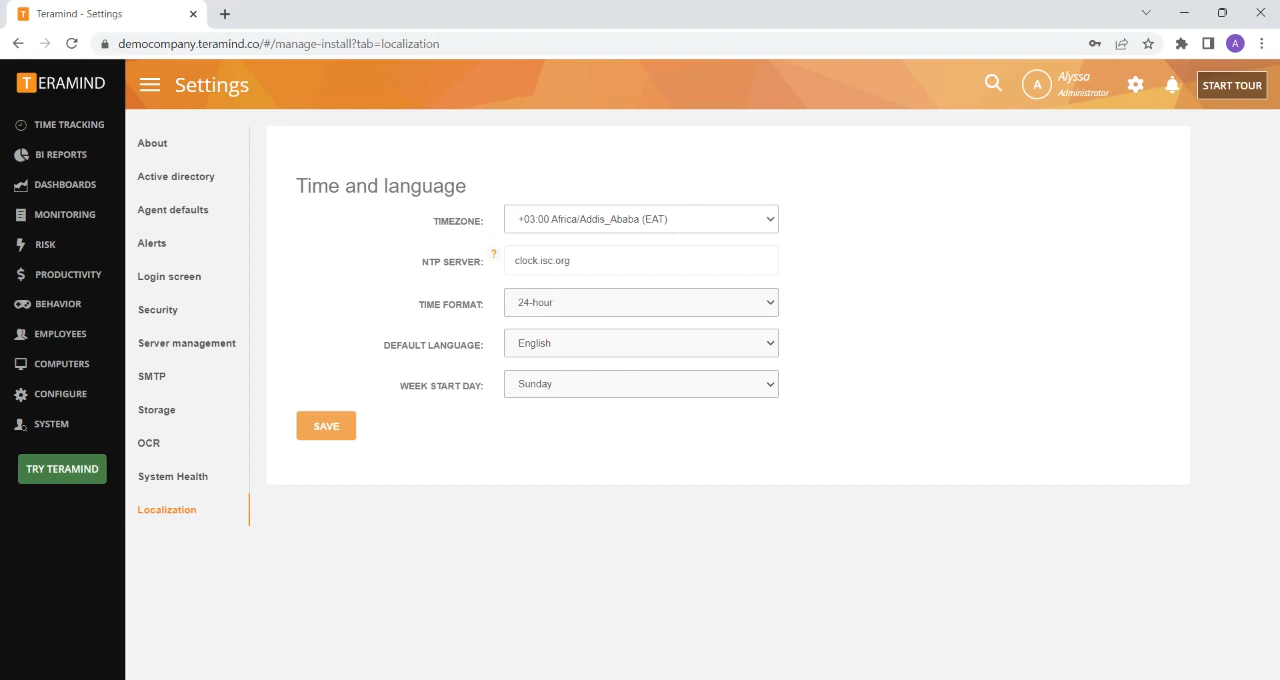 Teramind - Settings
democompany.teramind.co/#/manage-install?tab=localization
A
TERAMIND
Settings
A
Alyssa
Administrator
START TOUR
TIME TRACKING
BI REPORTS
DASHBOARDS
MONITORING
RISK
PRODUCTIVITY
BEHAVIOR
EMPLOYEES
COMPUTERS
CONFIGURE
SYSTEM
TRY TERAMIND
About
Active directory
Agent defaults
Alerts
Login screen
Security
Server management
SMTP
Storage
OCR
System Health
Localization
Time and language
TIMEZONE: +03:00 Africa/Addis_Ababa (EAT)
NTP SERVER: ? clock.isc.org
TIME FORMAT: 24-hour
DEFAULT LANGUAGE: English
WEEK START DAY: Sunday
SAVE